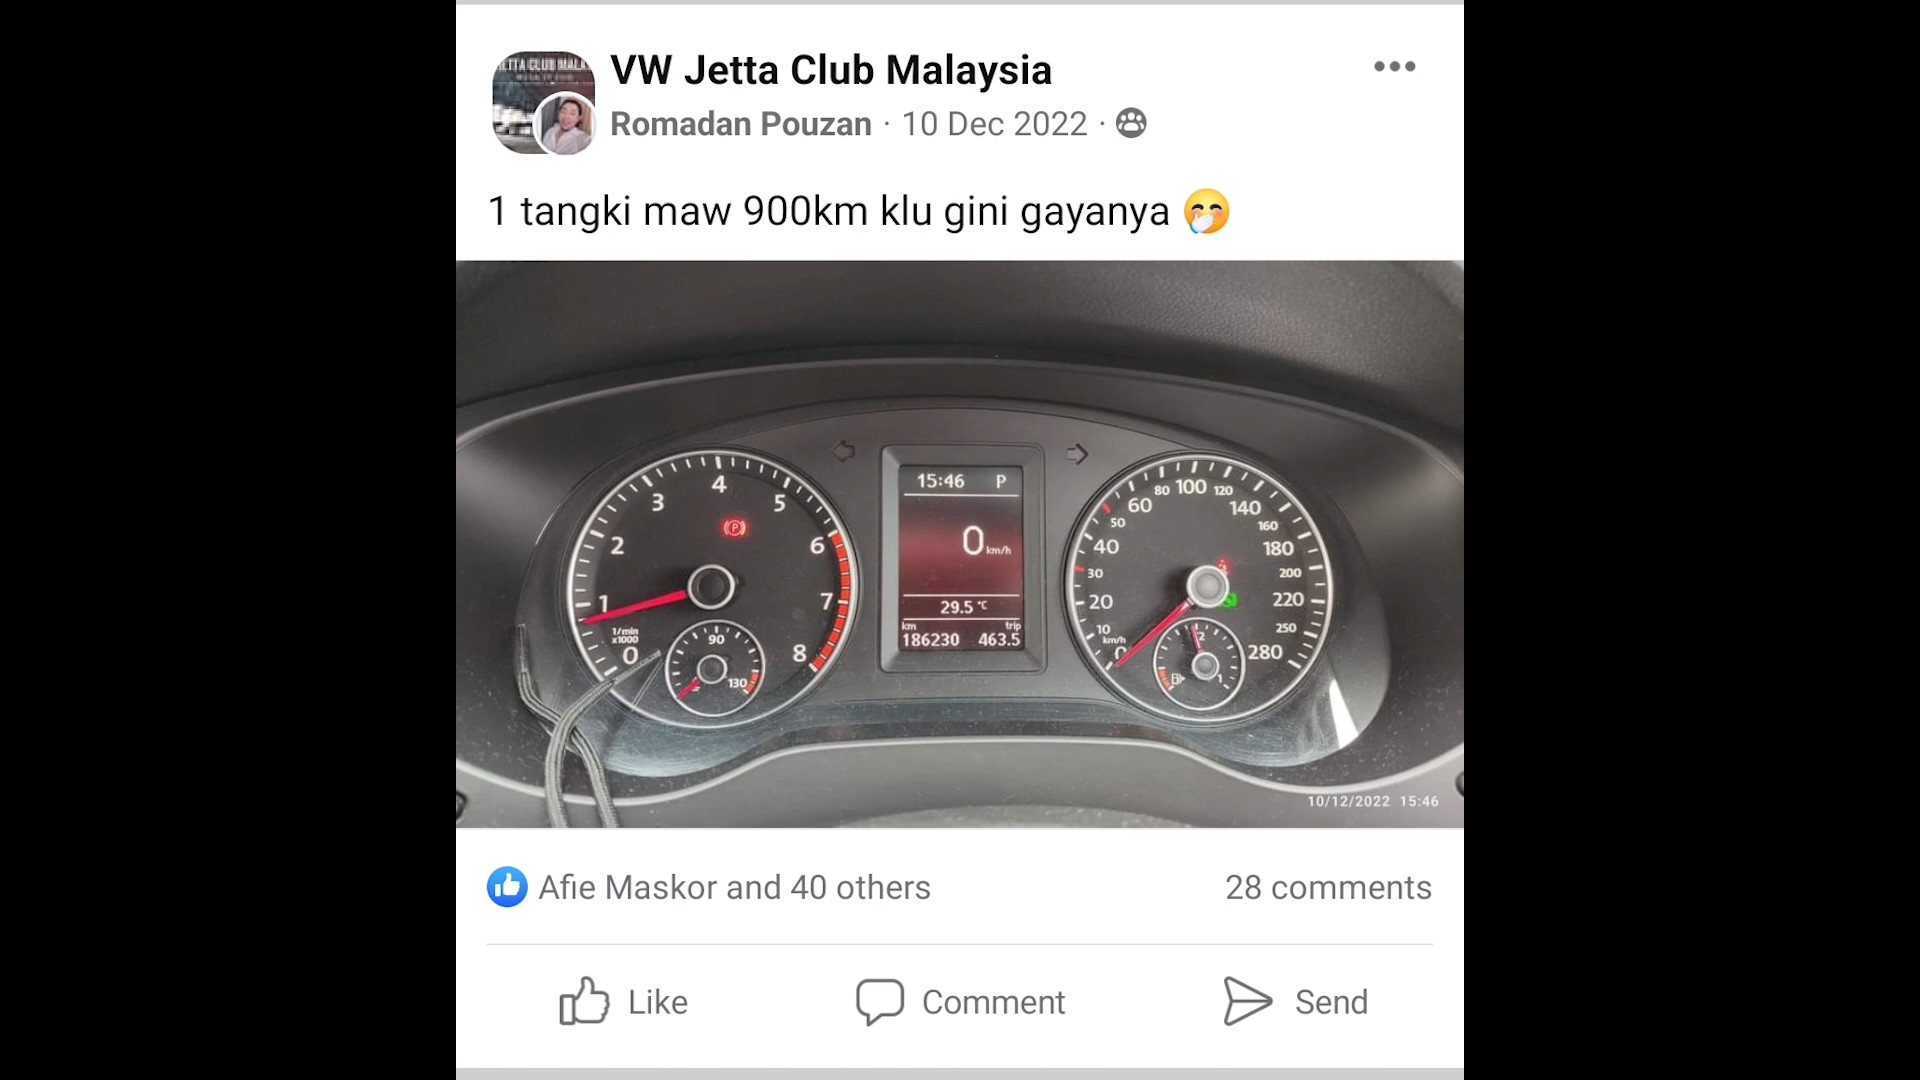 VW Jetta Club Malaysia
Romadan Pouzan · 10 Dec 2022 ·
1 tangki maw 900km klu gini gayanya 🤭
15:46 P
0 km/h
29.5 °C
km trip
186230 463.5
0 1 2 3 4 5 6 7 8
1/min
x1000
90 130
0 10 20 30 40 50 60 80 100 120 140 160 180 200 220 250 280
km/h
1/2 1
10/12/2022 15:46
Afie Maskor and 40 others
28 comments
Like
Comment
Send